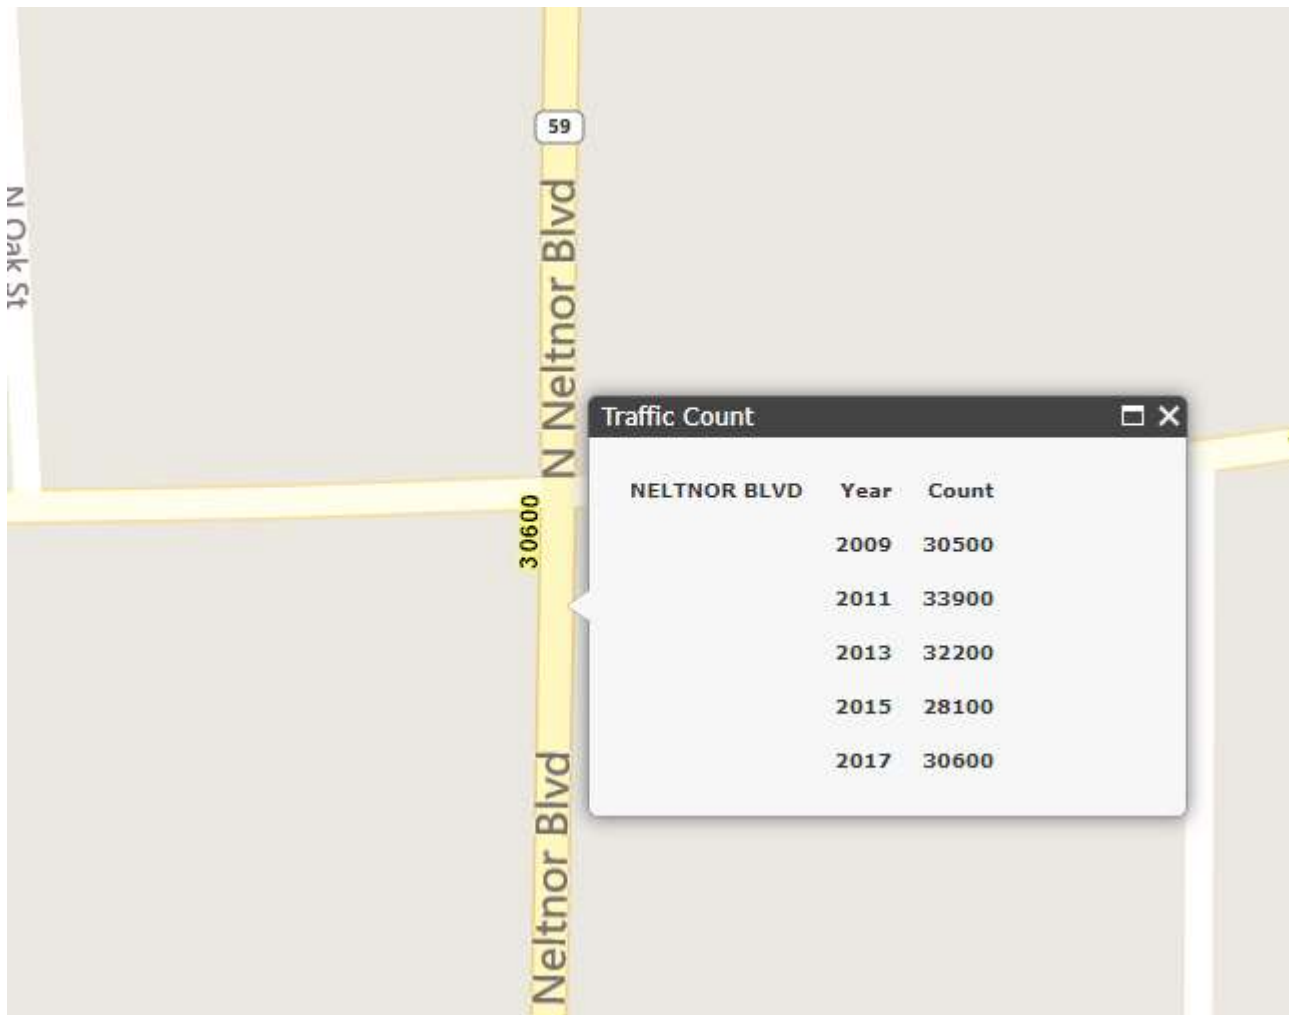 59
N Oak St
N Neltnor Blvd
Traffic Count
NELTNOR BLVD Year Count
30600
2009 30500
2011 33900
2013 32200
2015 28100
2017 30600
Neltnor Blvd